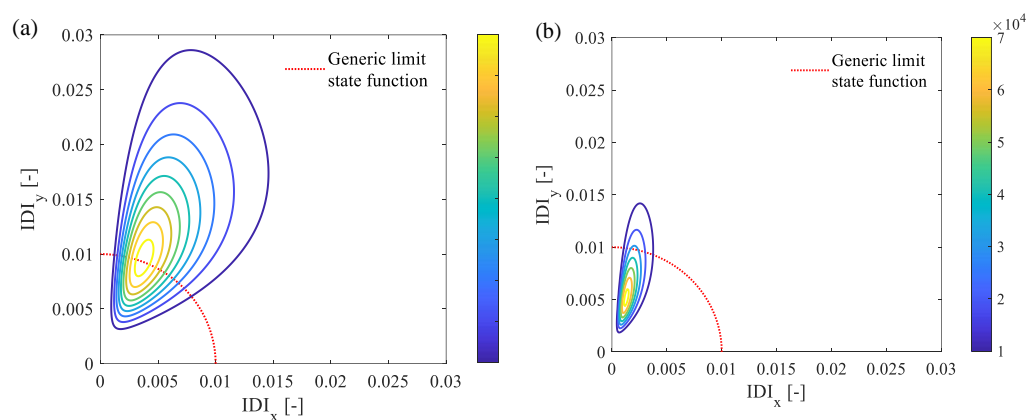 (a)
0.03
0.025
0.02
0.015
0.01
0.005
0
IDI_y [-]
0 0.005 0.01 0.015 0.02 0.025 0.03
IDI_x [-]
Generic limit
state function
(b)
0.03
0.025
0.02
0.015
0.01
0.005
0
IDI_y [-]
0 0.005 0.01 0.015 0.02 0.025 0.03
IDI_x [-]
Generic limit
state function
×10⁴
7
6
5
4
3
2
1